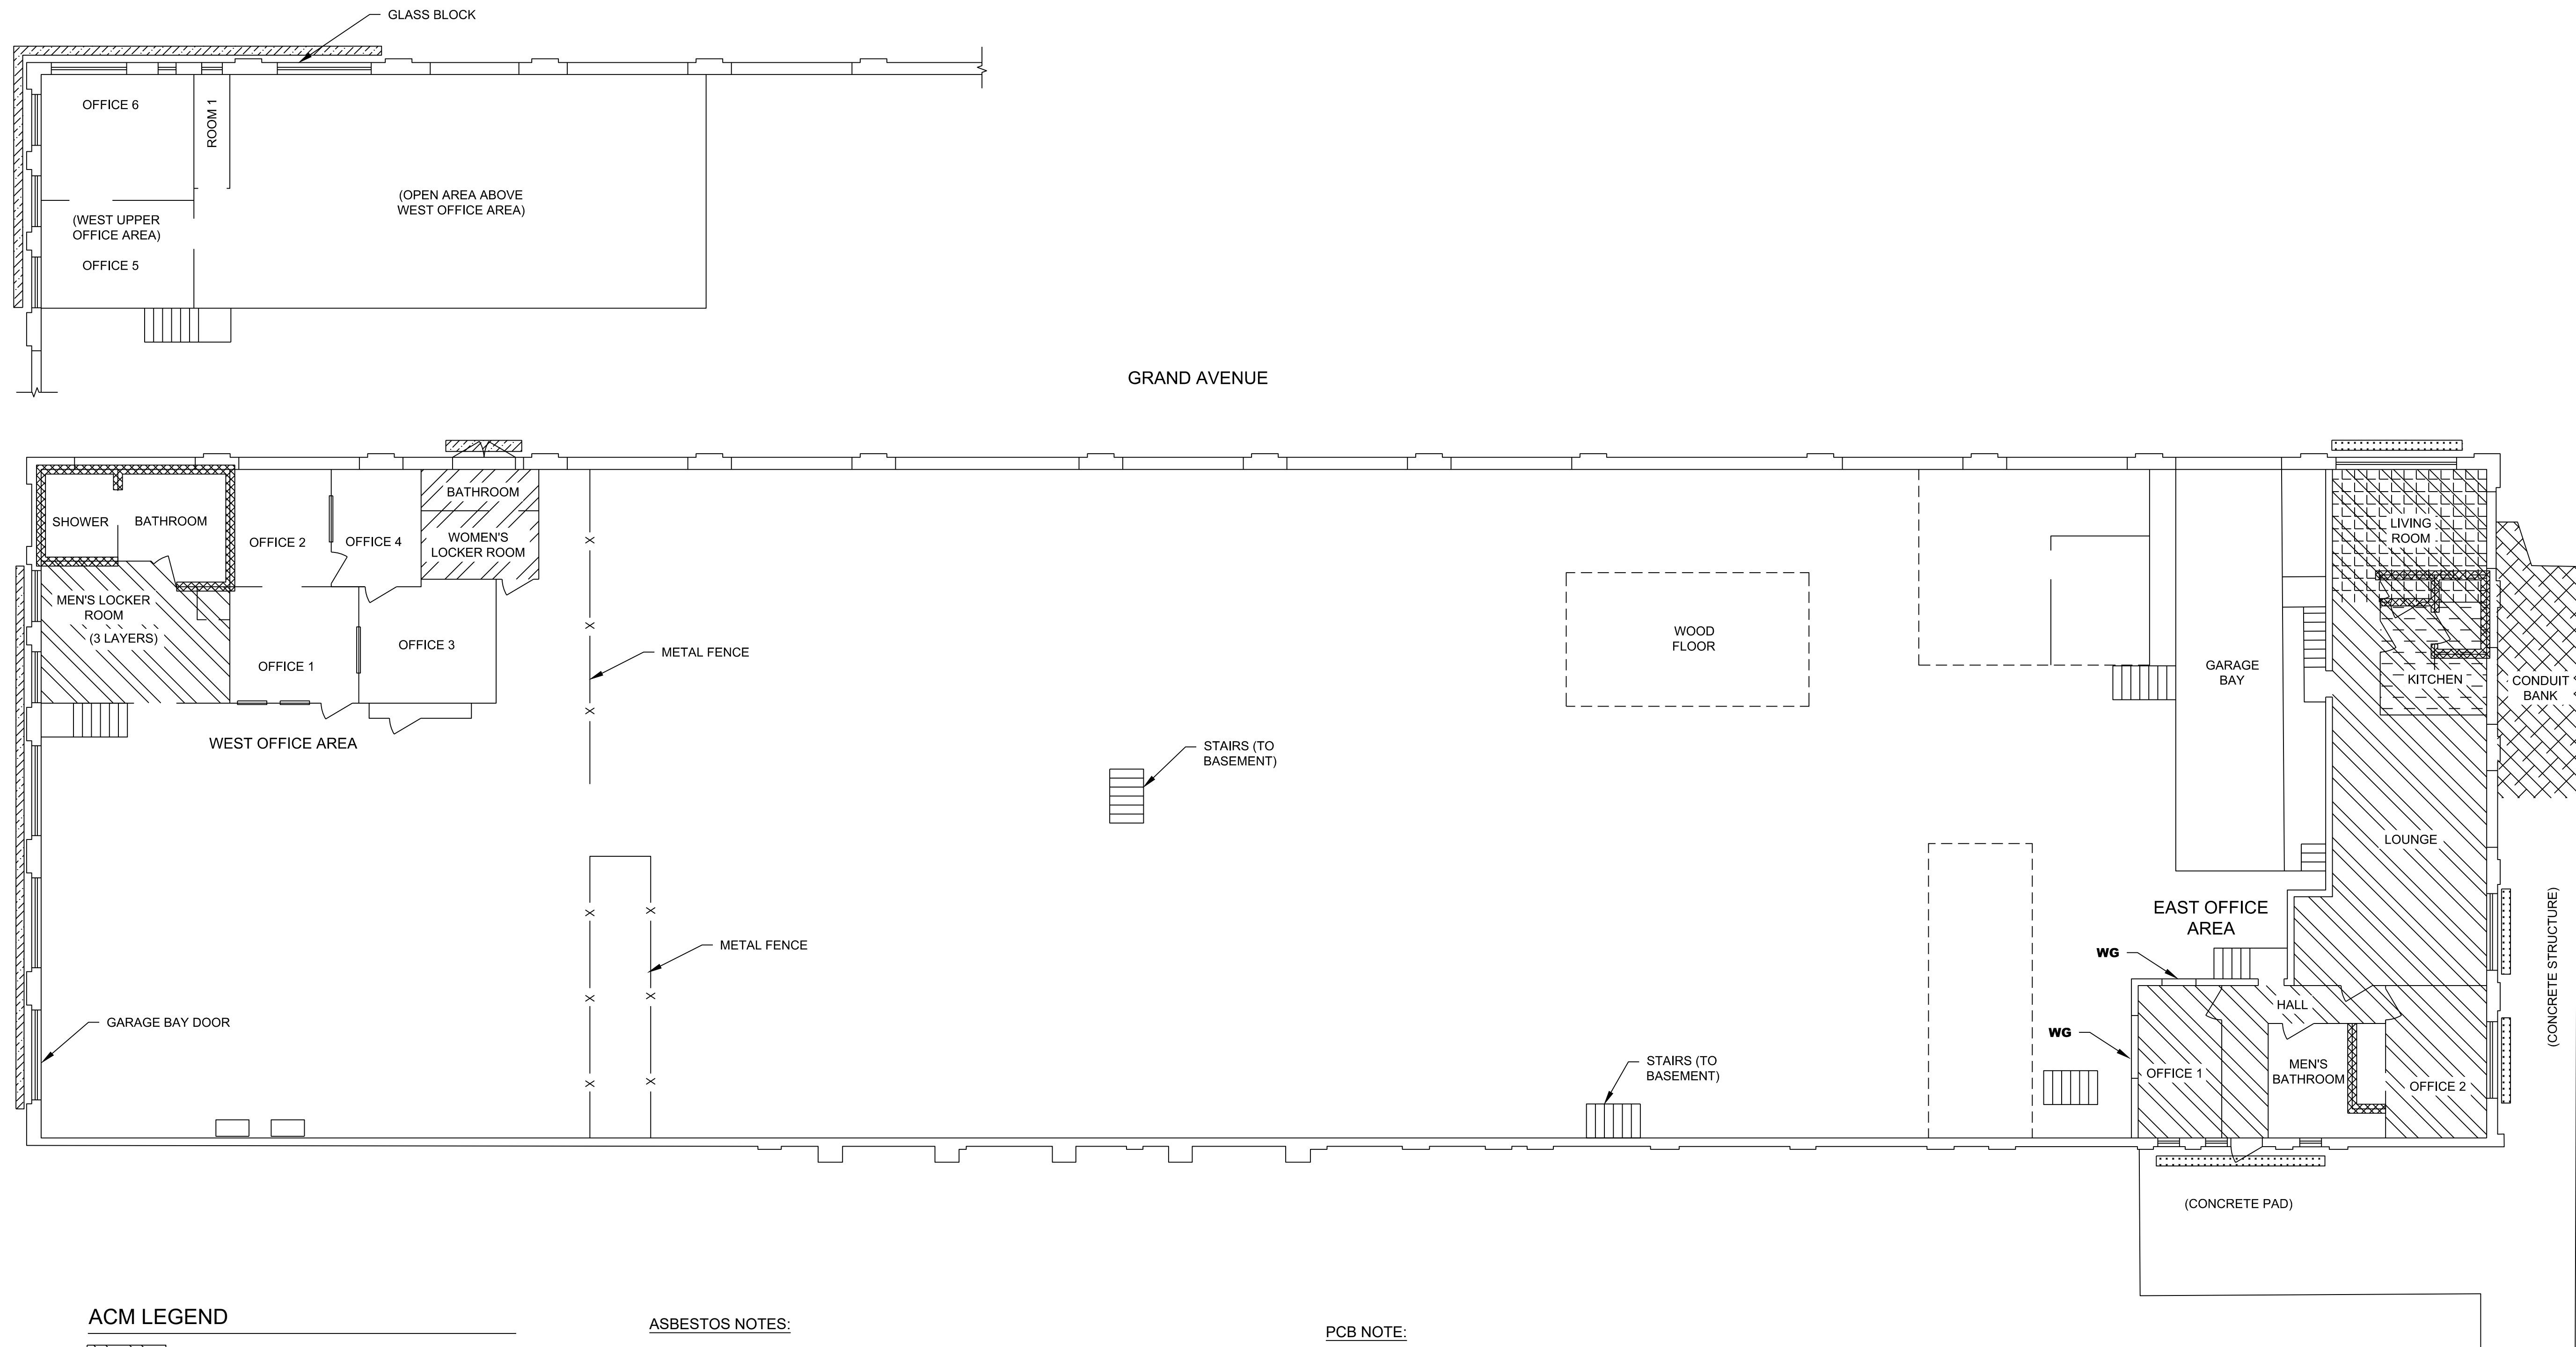 GLASS BLOCK
OFFICE 6
ROOM 1
(OPEN AREA ABOVE
WEST OFFICE AREA)
(WEST UPPER
OFFICE AREA)
OFFICE 5
GRAND AVENUE
SHOWER
BATHROOM
OFFICE 2
OFFICE 4
BATHROOM
WOMEN'S
LOCKER ROOM
MEN'S LOCKER
ROOM
(3 LAYERS)
OFFICE 1
OFFICE 3
WEST OFFICE AREA
METAL FENCE
WOOD
FLOOR
STAIRS (TO
BASEMENT)
GARAGE
BAY
LIVING
ROOM
KITCHEN
CONDUIT
BANK
LOUNGE
EAST OFFICE
AREA
(CONCRETE STRUCTURE)
METAL FENCE
WG
HALL
GARAGE BAY DOOR
WG
STAIRS (TO
BASEMENT)
OFFICE 1
MEN'S
BATHROOM
OFFICE 2
(CONCRETE PAD)
ACM LEGEND
ASBESTOS NOTES:
PCB NOTE: